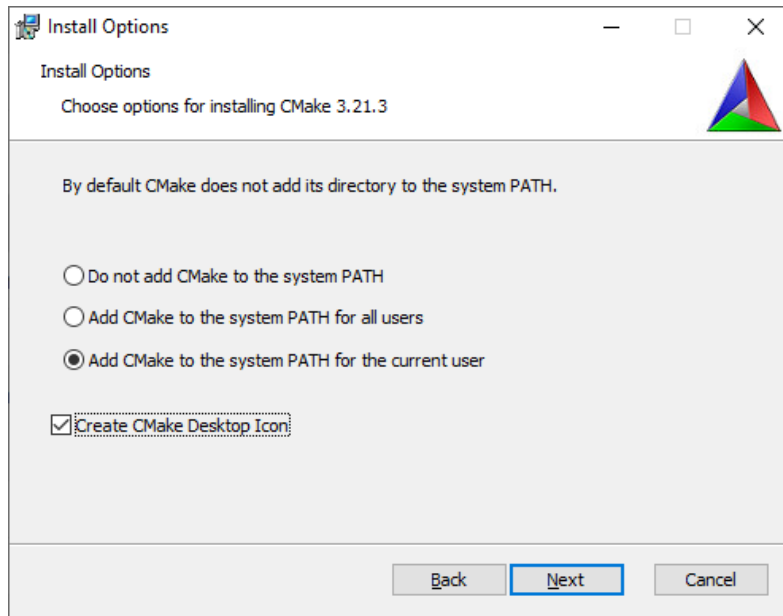 Install Options
Install Options
Choose options for installing CMake 3.21.3
By default CMake does not add its directory to the system PATH.
Do not add CMake to the system PATH
Add CMake to the system PATH for all users
Add CMake to the system PATH for the current user
Create CMake Desktop Icon
Back Next Cancel